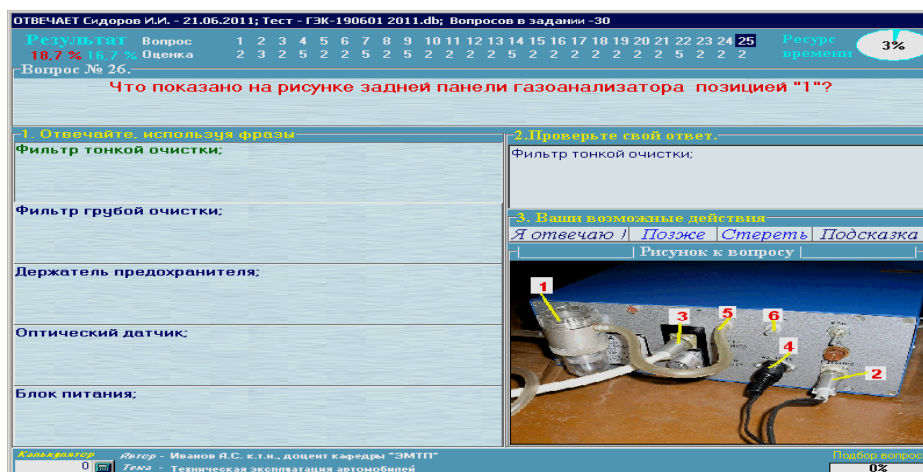 ОТВЕЧАЕТ Сидоров И.И. - 21.06.2011; Тест - ГЭК-190601 2011.db; Вопросов в задании -30
Результат Вопрос 1 2 3 4 5 6 7 8 9 10 11 12 13 14 15 16 17 18 19 20 21 22 23 24 25 Ресурс
18,7 % 16,7 % Оценка 2 3 2 5 2 2 5 2 5 2 2 2 2 5 2 2 2 2 2 2 2 5 2 2 времени 3%
Вопрос № 26.
Что показано на рисунке задней панели газоанализатора позицией "1"?
1. Отвечайте, используя фразы
Фильтр тонкой очистки;
Фильтр грубой очистки;
Держатель предохранителя;
Оптический датчик;
Блок питания;
2.Проверьте свой ответ.
Фильтр тонкой очистки;
3. Ваши возможные действия
Я отвечаю ! Позже Стереть Подсказка
Рисунок к вопросу
1
3
5
6
4
2
Калькулятор Автор - Иванов А.С. к.т.н., доцент кафедры "ЭМТП" Подбор вопрос
0 Тема - Техническая эксплуатация автомобилей 0%